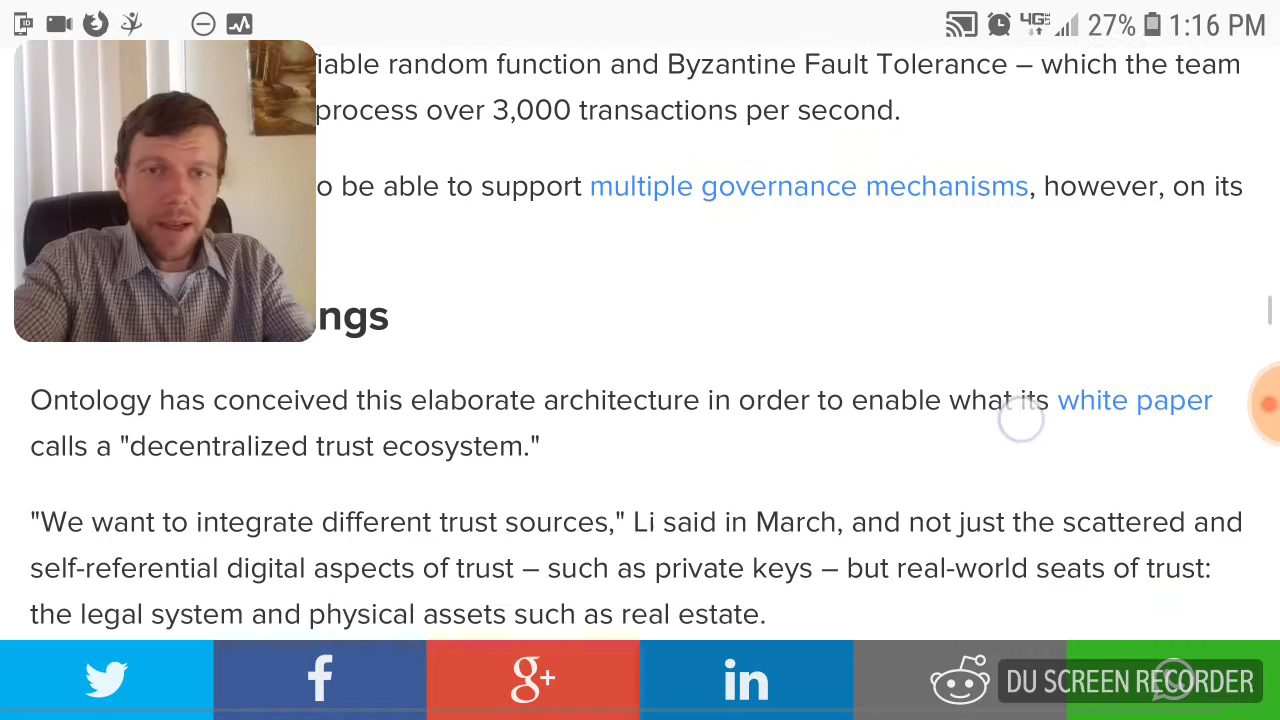 4G LTE 27% 1:16 PM
iable random function and Byzantine Fault Tolerance – which the team
process over 3,000 transactions per second.
o be able to support multiple governance mechanisms, however, on its
ngs
Ontology has conceived this elaborate architecture in order to enable what its white paper
calls a "decentralized trust ecosystem."
"We want to integrate different trust sources," Li said in March, and not just the scattered and
self-referential digital aspects of trust – such as private keys – but real-world seats of trust:
the legal system and physical assets such as real estate.
f g+ in DU SCREEN RECORDER